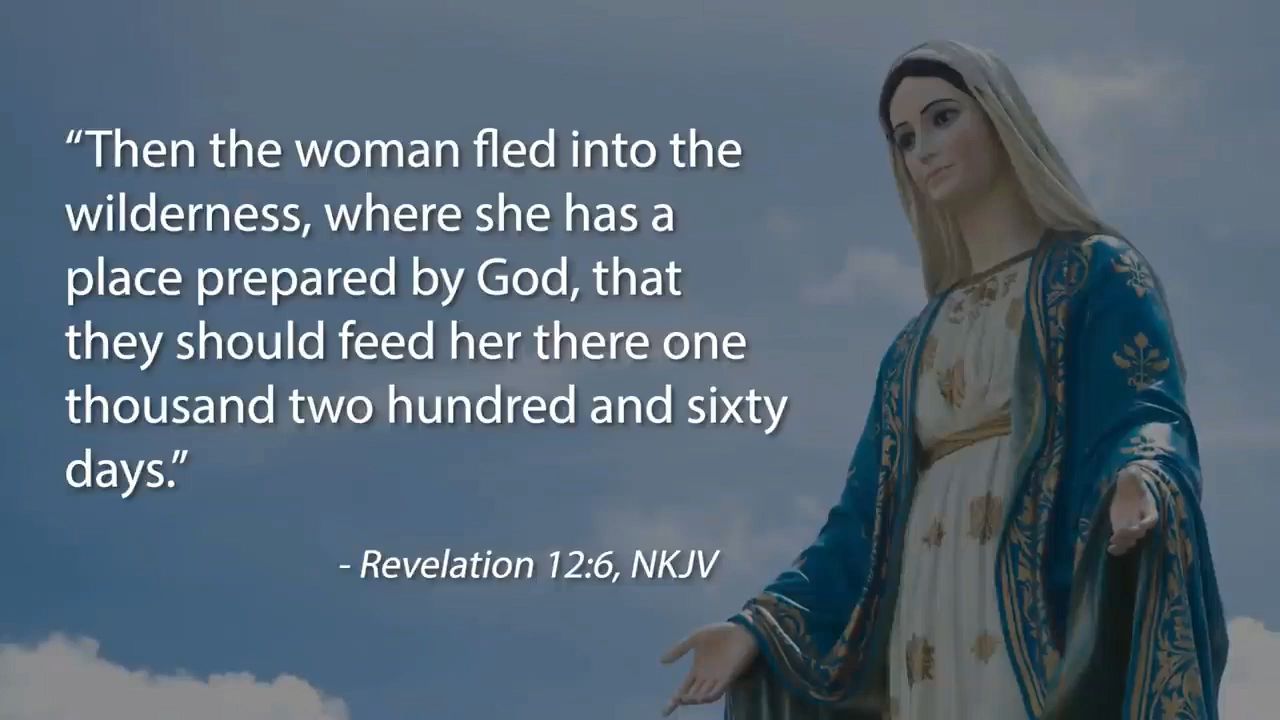 “Then the woman fled into the
wilderness, where she has a
place prepared by God, that
they should feed her there one
thousand two hundred and sixty
days.”
- Revelation 12:6, NKJV